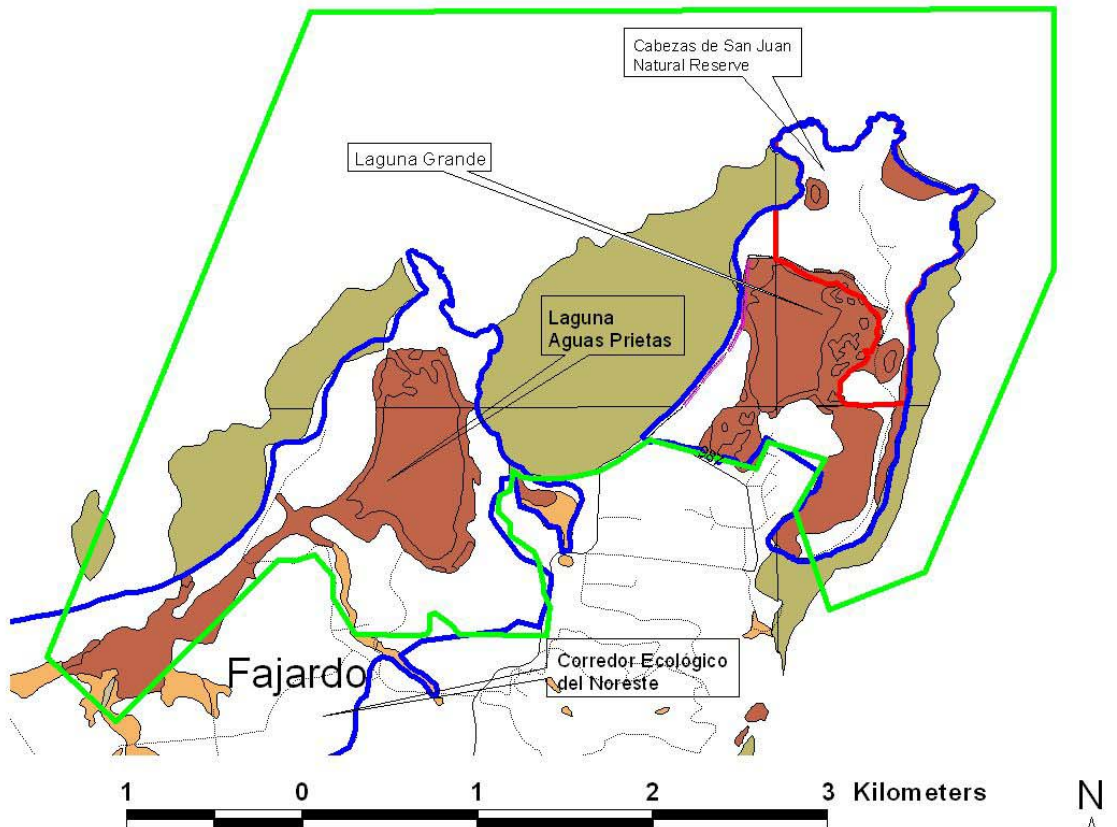 Cabezas de San Juan
Natural Reserve
Laguna Grande
Laguna
Aguas Prietas
Fajardo
Corredor Ecológico
del Noreste
1 0 1 2 3 Kilometers
N